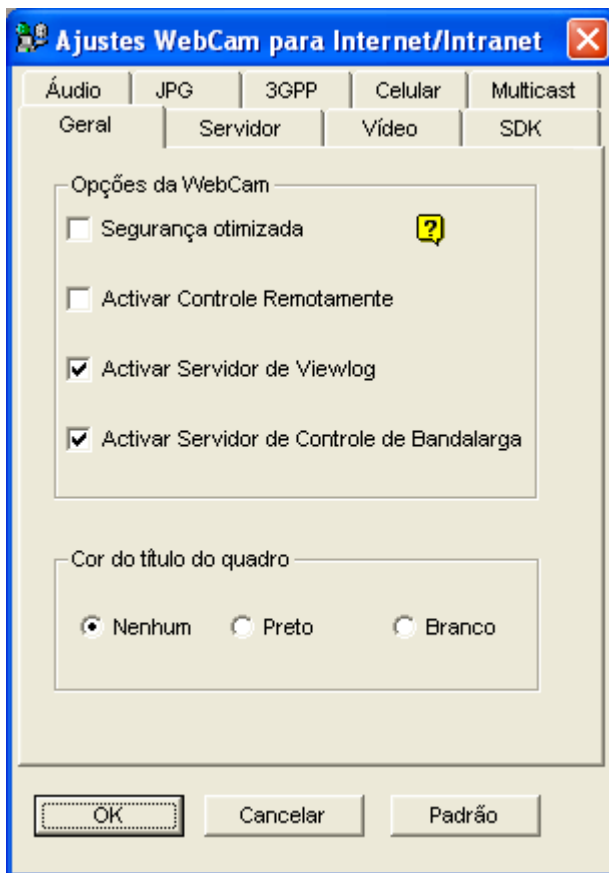 Ajustes WebCam para Internet/Intranet
Áudio JPG 3GPP Celular Multicast
Geral Servidor Vídeo SDK
Opções da WebCam
Segurança otimizada ?
Activar Controle Remotamente
Activar Servidor de Viewlog
Activar Servidor de Controle de Bandalarga
Cor do título do quadro
Nenhum Preto Branco
OK Cancelar Padrão